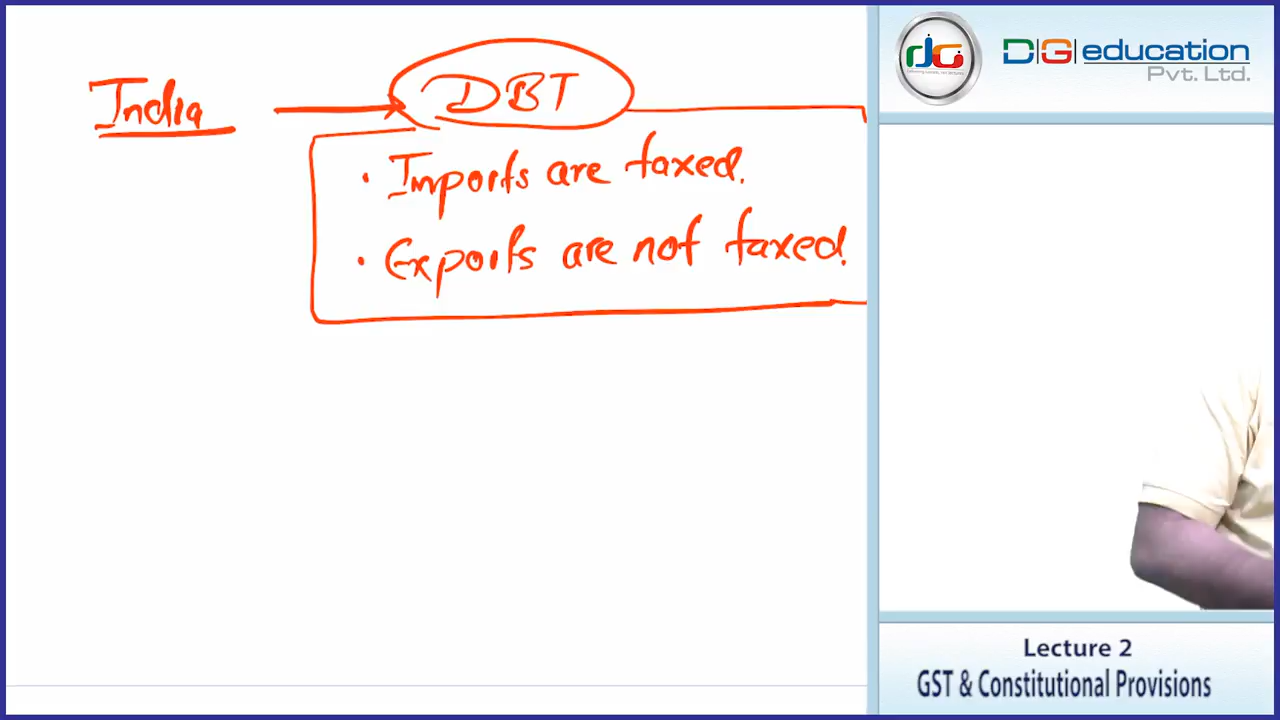 India → DBT
• Imports are taxed.
• Exports are not taxed.
DG education
Pvt. Ltd.
Lecture 2
GST & Constitutional Provisions